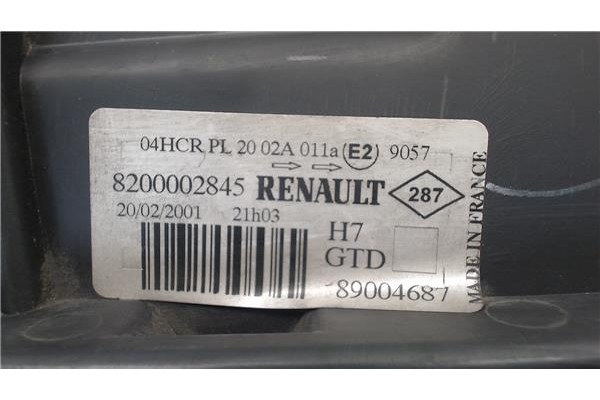 04HCR PL 20 02A 011a E2 9057
8200002845 RENAULT 287
20/02/2001 21h03
H7
GTD
89004687
MADE IN FRANCE